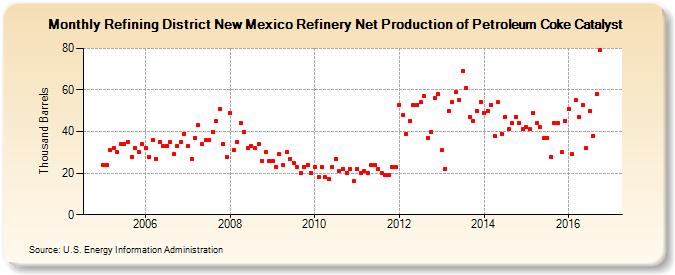 Monthly Refining District New Mexico Refinery Net Production of Petroleum Coke Catalyst
Thousand Barrels
80
60
40
20
0
2006 2008 2010 2012 2014 2016
Source: U.S. Energy Information Administration